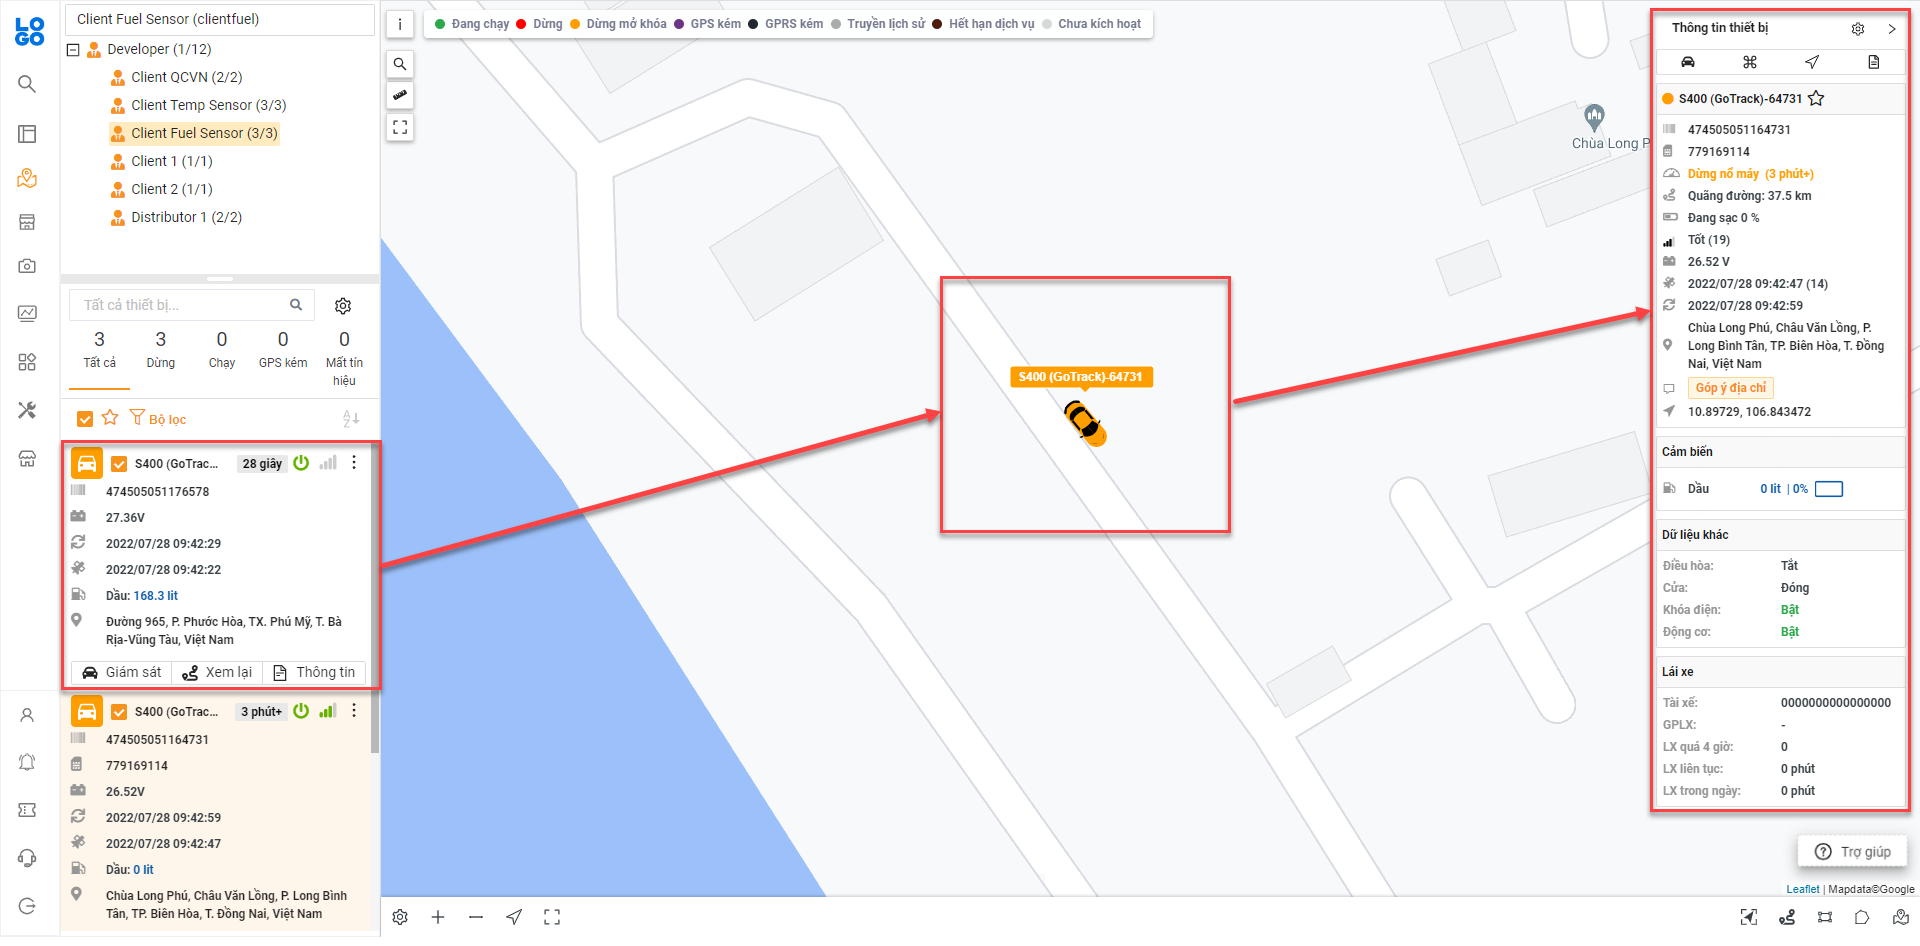 LO
GO
Client Fuel Sensor (clientfuel)
Developer (1/12)
Client QCVN (2/2)
Client Temp Sensor (3/3)
Client Fuel Sensor (3/3)
Client 1 (1/1)
Client 2 (1/1)
Distributor 1 (2/2)
Tất cả thiết bị...
3
Tất cả
3
Dừng
0
Chạy
0
GPS kém
0
Mất tín
hiệu
Bộ lọc
S400 (GoTrac... 28 giây
474505051176578
27.36V
2022/07/28 09:42:29
2022/07/28 09:42:22
Dầu: 168.3 lit
Đường 965, P. Phước Hòa, TX. Phú Mỹ, T. Bà
Rịa-Vũng Tàu, Việt Nam
Giám sát Xem lại Thông tin
S400 (GoTrac... 3 phút+
474505051164731
779169114
26.52V
2022/07/28 09:42:59
2022/07/28 09:42:47
Dầu: 0 lit
Chùa Long Phú, Châu Văn Lồng, P. Long Bình
Tân, TP. Biên Hòa, T. Đồng Nai, Việt Nam
Đang chạy Dừng Dừng mở khóa GPS kém GPRS kém Truyền lịch sử Hết hạn dịch vụ Chưa kích hoạt
Chùa Long P
S400 (GoTrack)-64731
Thông tin thiết bị
S400 (GoTrack)-64731
474505051164731
779169114
Dừng nổ máy (3 phút+)
Quãng đường: 37.5 km
Đang sạc 0 %
Tốt (19)
26.52 V
2022/07/28 09:42:47 (14)
2022/07/28 09:42:59
Chùa Long Phú, Châu Văn Lồng, P.
Long Bình Tân, TP. Biên Hòa, T. Đồng
Nai, Việt Nam
Góp ý địa chỉ
10.89729, 106.843472
Cảm biến
Dầu 0 lit | 0%
Dữ liệu khác
Điều hòa: Tắt
Cửa: Đóng
Khóa điện: Bật
Động cơ: Bật
Lái xe
Tài xế: 0000000000000000
GPLX: -
LX quá 4 giờ: 0
LX liên tục: 0 phút
LX trong ngày: 0 phút
Trợ giúp
Leaflet | Mapdata©Google